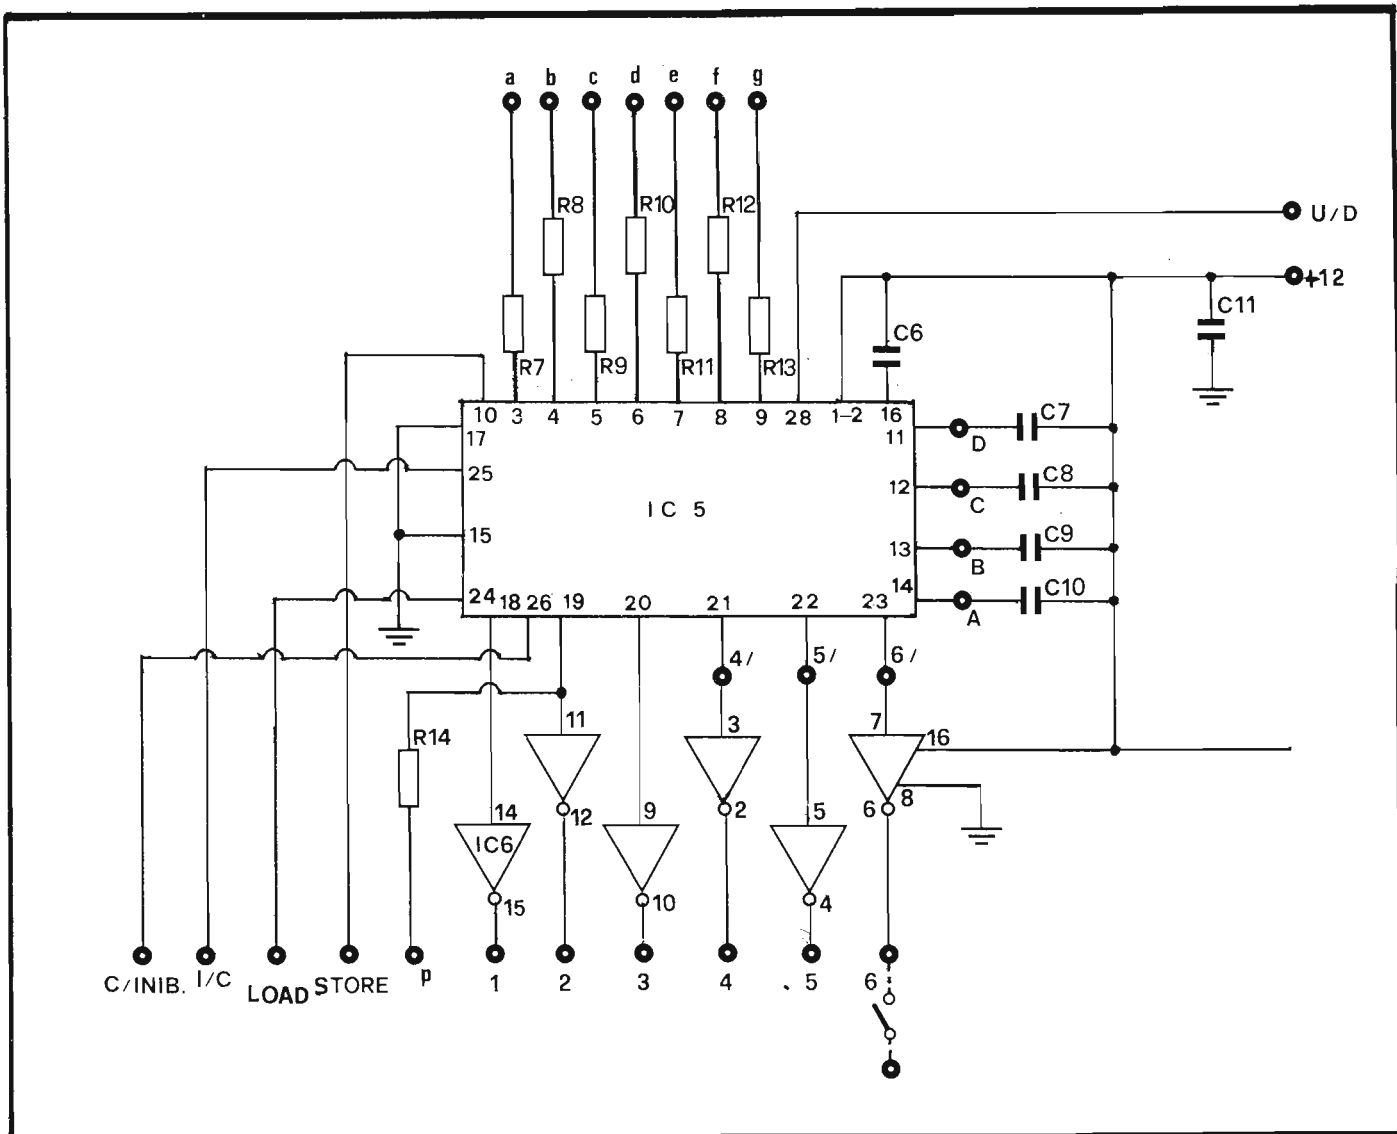 a b c d e f g
R8 R10 R12
U/D
+12
C11
C6
R7 R9 R11 R13
10 3 4 5 6 7 8 9 28 1-2 16
C7
17
11
D
25
12
C8
C
IC 5
15
13
C9
B
14
C10
A
24 18 26 19 20 21 22 23
4/ 5/ 6/
R14
11
3
7
16
12
2
6
8
14
9
5
IC6
15
10
4
C/INIB. I/C LOAD STORE p 1 2 3 4 5 6